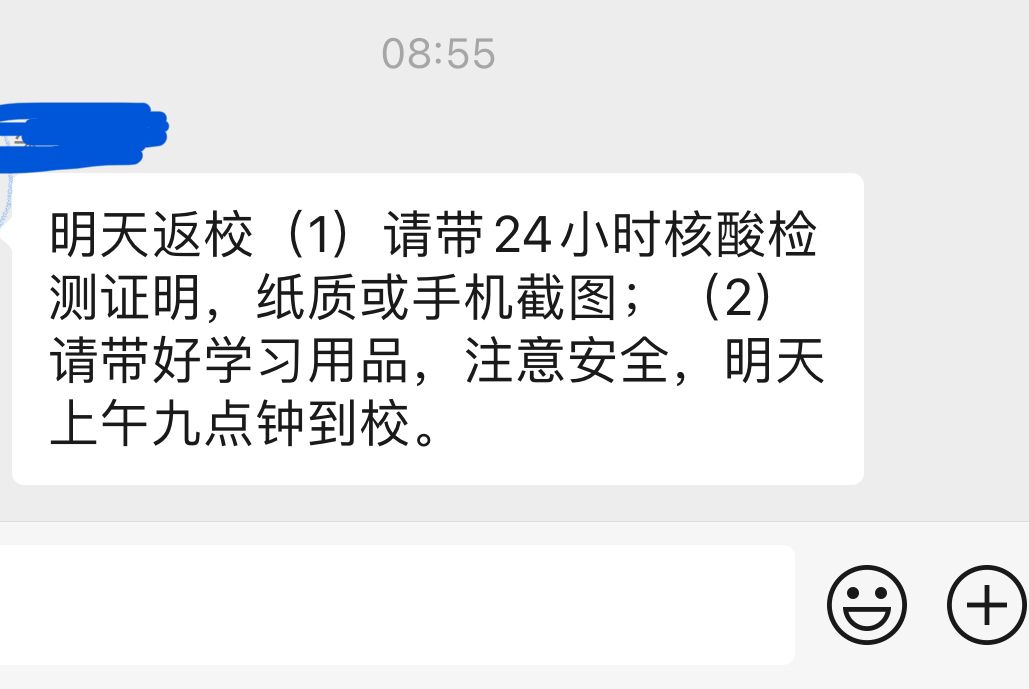 08:55
明天返校（1）请带24小时核酸检
测证明，纸质或手机截图；（2）
请带好学习用品，注意安全，明天
上午九点钟到校。